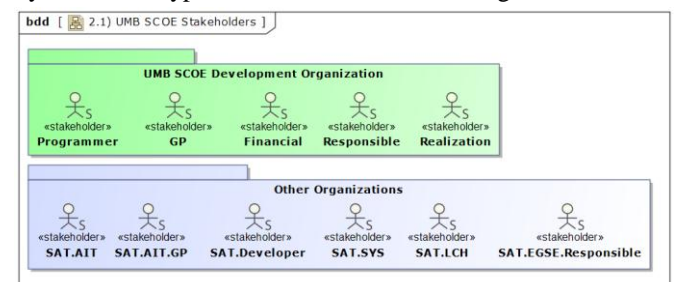 bdd [ 2.1) UMB SCOE Stakeholders ]
UMB SCOE Development Organization
S S S S S
«stakeholder» «stakeholder» «stakeholder» «stakeholder» «stakeholder»
Programmer GP Financial Responsible Realization
Other Organizations
S S S S S S
«stakeholder» «stakeholder» «stakeholder» «stakeholder» «stakeholder» «stakeholder»
SAT.AIT SAT.AIT.GP SAT.Developer SAT.SYS SAT.LCH SAT.EGSE.Responsible